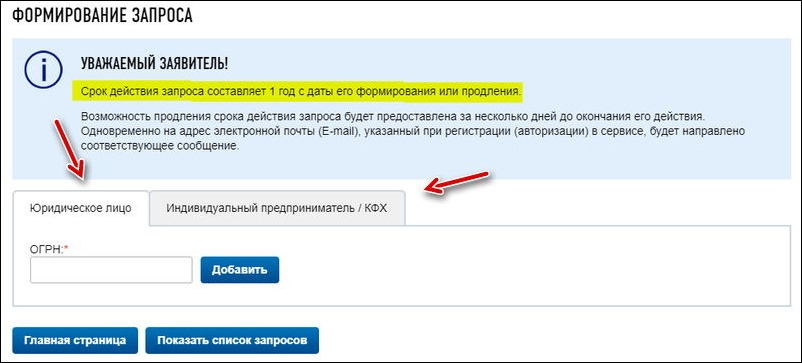 ФОРМИРОВАНИЕ ЗАПРОСА
УВАЖАЕМЫЙ ЗАЯВИТЕЛЬ!
Срок действия запроса составляет 1 год с даты его формирования или продления.
Возможность продления срока действия запроса будет предоставлена за несколько дней до окончания его действия.
Одновременно на адрес электронной почты (E-mail), указанный при регистрации (авторизации) в сервисе, будет направлено
соответствующее сообщение.
Юридическое лицо
Индивидуальный предприниматель / КФХ
ОГРН:*
Добавить
Главная страница
Показать список запросов